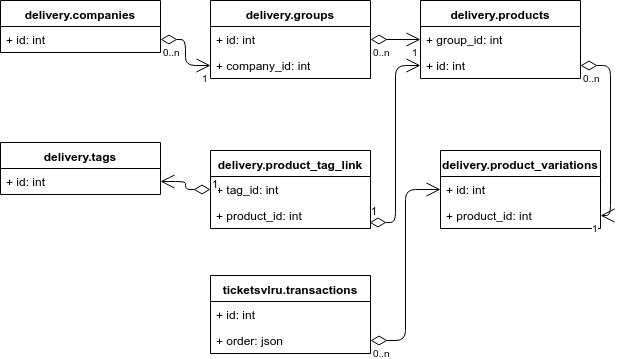 delivery.companies
+ id: int
0..n
delivery.groups
+ id: int
+ company_id: int
1
0..n
delivery.products
+ group_id: int
+ id: int
1
0..n
delivery.tags
+ id: int
delivery.product_tag_link
+ tag_id: int
+ product_id: int
1
1
delivery.product_variations
+ id: int
+ product_id: int
1
ticketsvlru.transactions
+ id: int
+ order: json
0..n